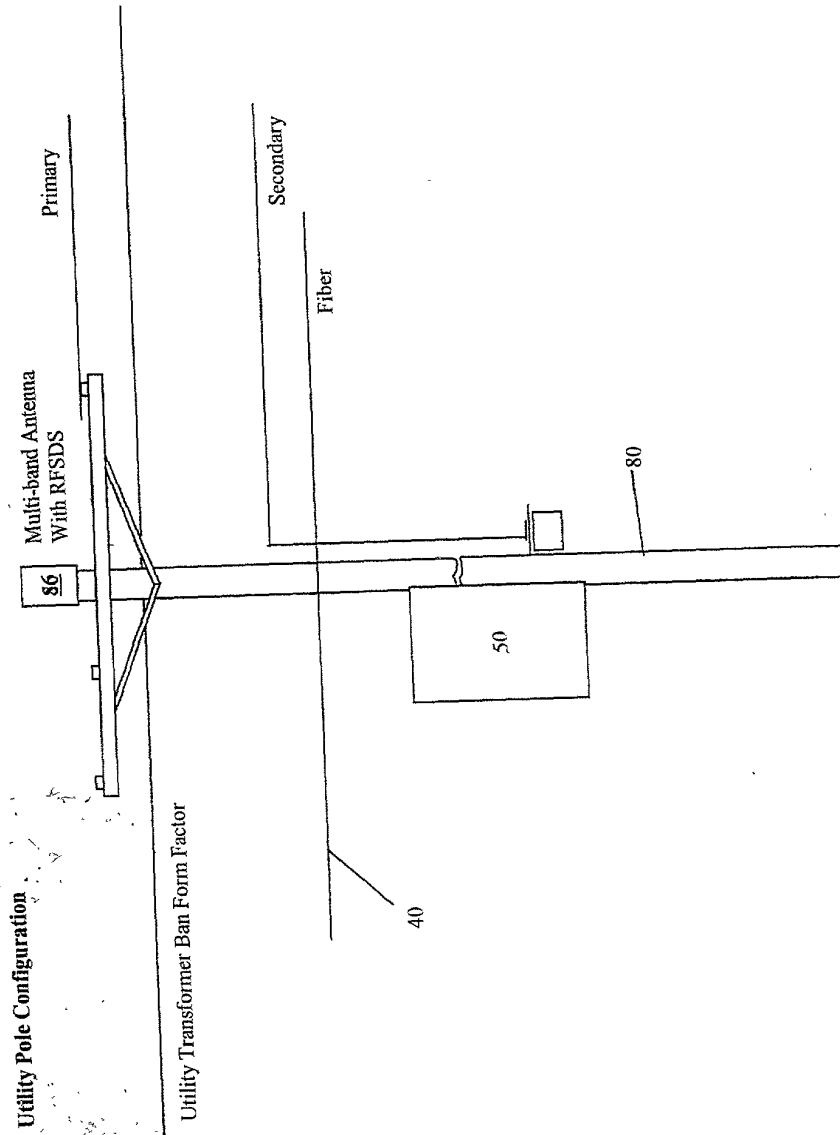 Utility Pole Configuration
Multi-band Antenna
With RFSDS
86
Primary
Utility Transformer Ban Form Factor
Secondary
Fiber
40
50
80